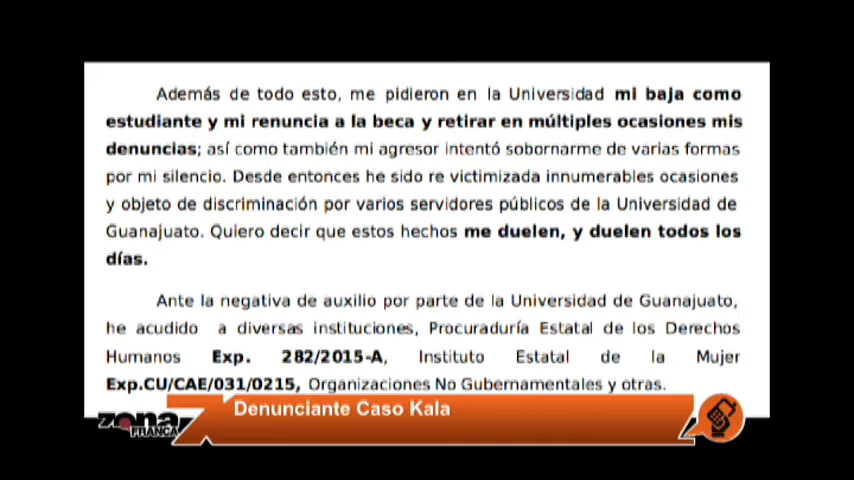 Además de todo esto, me pidieron en la Universidad mi baja como
estudiante y mi renuncia a la beca y retirar en múltiples ocasiones mis
denuncias; así como también mi agresor intentó sobornarme de varias formas
por mi silencio. Desde entonces he sido re victimizada innumerables ocasiones
y objeto de discriminación por varios servidores públicos de la Universidad de
Guanajuato. Quiero decir que estos hechos me duelen, y duelen todos los
días.
Ante la negativa de auxilio por parte de la Universidad de Guanajuato,
he acudido a diversas instituciones, Procuraduría Estatal de los Derechos
Humanos Exp. 282/2015-A, Instituto Estatal de la Mujer
Exp.CU/CAE/031/0215, Organizaciones No Gubernamentales y otras.
Denunciante Caso Kala
zona
FRANCA